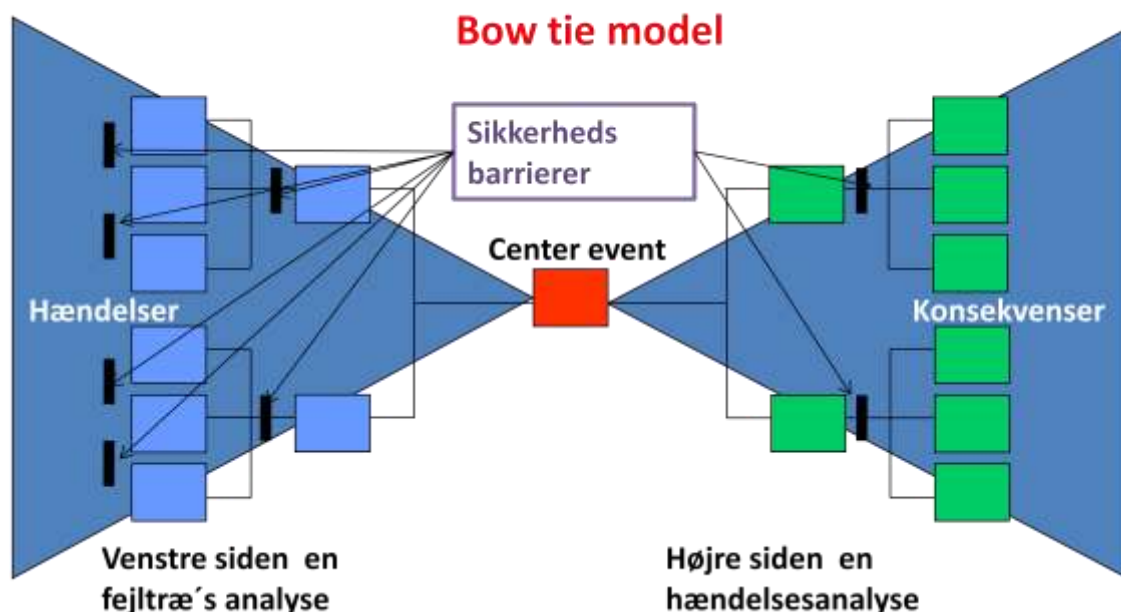 Bow tie model
Sikkerheds
barrierer
Center event
Hændelser
Konsekvenser
Venstre siden en
fejltræ´s analyse
Højre siden en
hændelsesanalyse